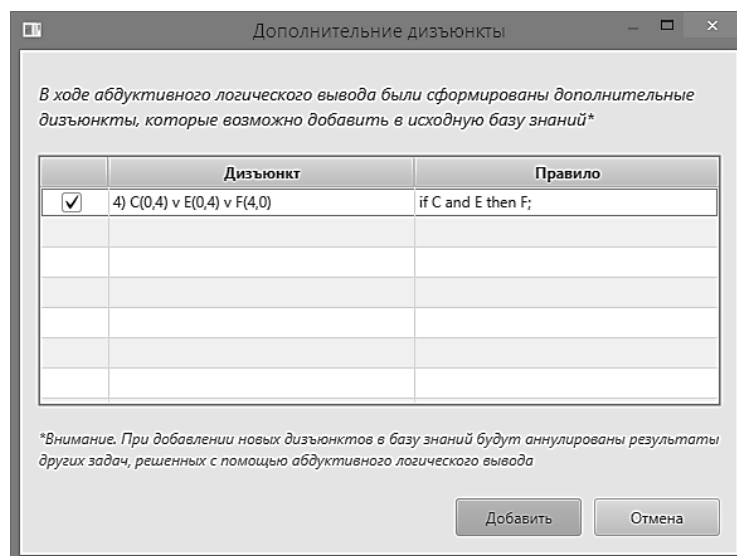 Дополнительние дизъюнкты
В ходе абдуктивного логического вывода были сформированы дополнительные
дизъюнкты, которые возможно добавить в исходную базу знаний*
Дизъюнкт Правило
4) C(0,4) v E(0,4) v F(4,0) if C and E then F;
*Внимание. При добавлении новых дизъюнктов в базу знаний будут аннулированы результаты
других задач, решенных с помощью абдуктивного логического вывода
Добавить Отмена